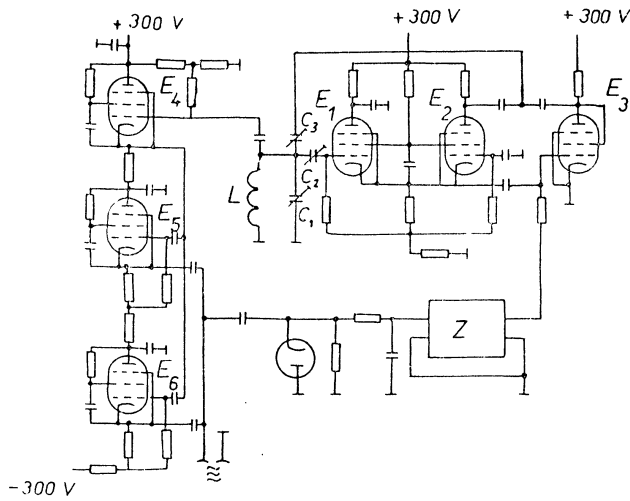 + 300 V
+ 300 V
+ 300 V
E4
E1
E2
E3
C3
C2
C1
L
E5
E6
Z
≈
- 300 V